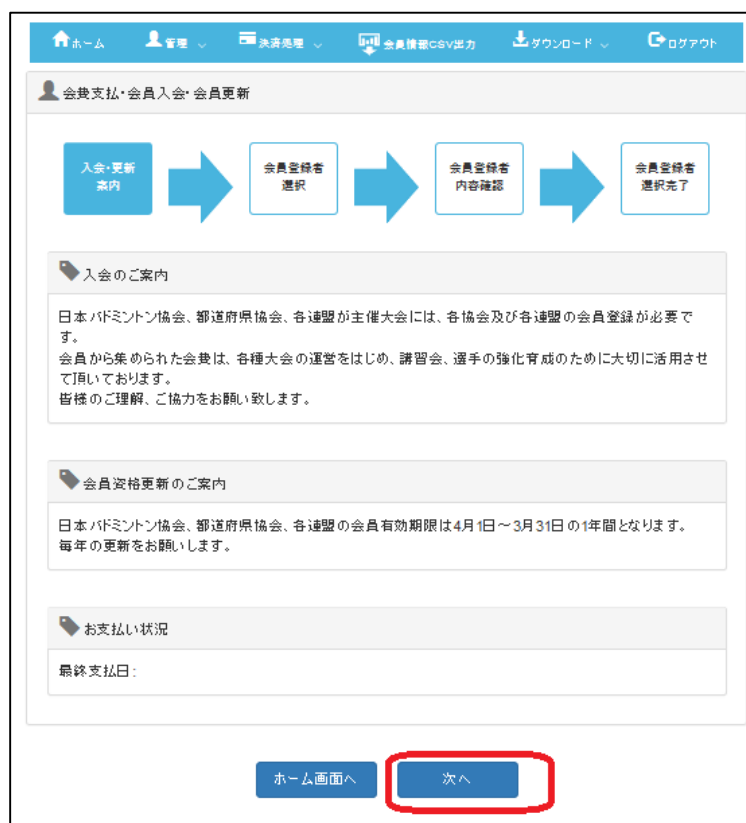 ホーム 管理 決済処理 会員情報CSV出力 ダウンロード ログアウト
会費支払・会員入会・会員更新
入会・更新
案内
会員登録者
選択
会員登録者
内容確認
会員登録者
選択完了
入会のご案内
日本バドミントン協会、都道府県協会、各連盟が主催大会には、各協会及び各連盟の会員登録が必要で
す。
会員から集められた会費は、各種大会の運営をはじめ、講習会、選手の強化育成のために大切に活用させ
て頂いております。
皆様のご理解、ご協力をお願い致します。
会員資格更新のご案内
日本バドミントン協会、都道府県協会、各連盟の会員有効期限は4月1日～3月31日の1年間となります。
毎年の更新をお願いします。
お支払い状況
最終支払日:
ホーム画面へ 次へ